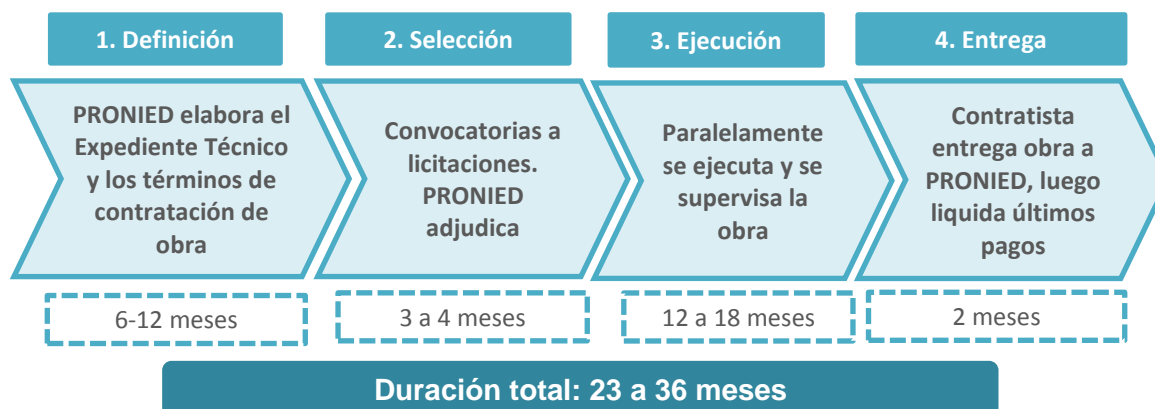 1. Definición
2. Selección
3. Ejecución
4. Entrega
PRONIED elabora el
Expediente Técnico
y los términos de
contratación de
obra
Convocatorias a
licitaciones.
PRONIED
adjudica
Paralelamente
se ejecuta y se
supervisa la
obra
Contratista
entrega obra a
PRONIED, luego
liquida últimos
pagos
6-12 meses
3 a 4 meses
12 a 18 meses
2 meses
Duración total: 23 a 36 meses